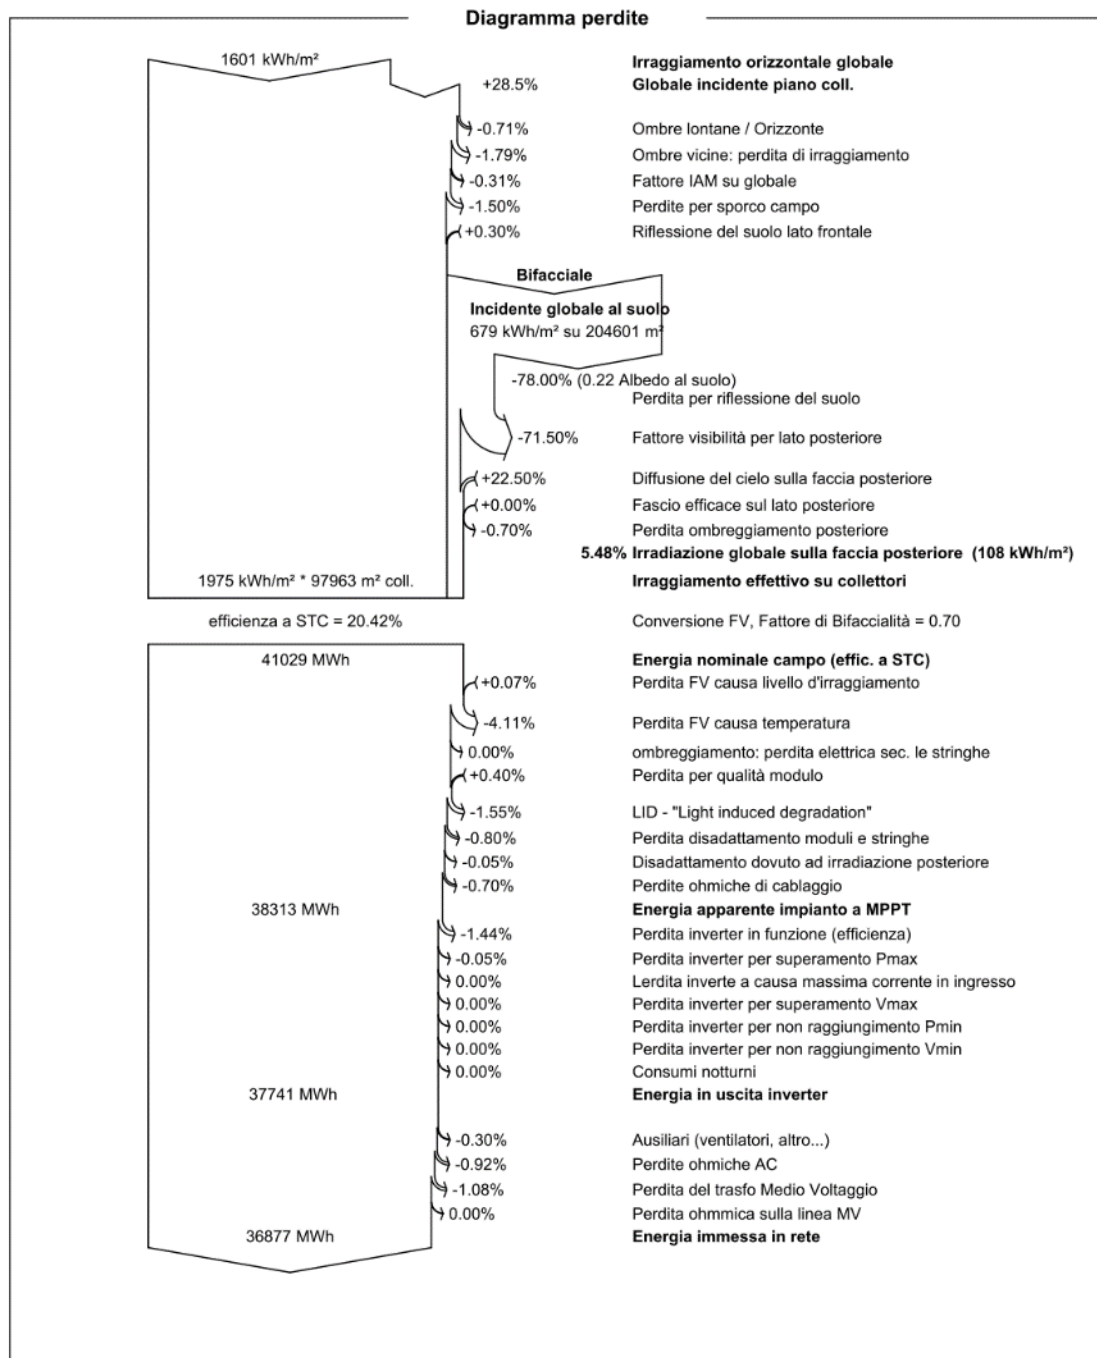 Diagramma perdite
1601 kWh/m² Irraggiamento orizzontale globale
+28.5% Globale incidente piano coll.
-0.71% Ombre lontane / Orizzonte
-1.79% Ombre vicine: perdita di irraggiamento
-0.31% Fattore IAM su globale
-1.50% Perdite per sporco campo
+0.30% Riflessione del suolo lato frontale
Bifacciale
Incidente globale al suolo
679 kWh/m² su 204601 m²
-78.00% (0.22 Albedo al suolo)
Perdita per riflessione del suolo
-71.50% Fattore visibilità per lato posteriore
+22.50% Diffusione del cielo sulla faccia posteriore
+0.00% Fascio efficace sul lato posteriore
-0.70% Perdita ombreggiamento posteriore
5.48% Irradiazione globale sulla faccia posteriore (108 kWh/m²)
1975 kWh/m² * 97963 m² coll. Irraggiamento effettivo su collettori
efficienza a STC = 20.42% Conversione FV, Fattore di Bifaccialità = 0.70
41029 MWh Energia nominale campo (effic. a STC)
+0.07% Perdita FV causa livello d'irraggiamento
-4.11% Perdita FV causa temperatura
0.00% ombreggiamento: perdita elettrica sec. le stringhe
+0.40% Perdita per qualità modulo
-1.55% LID - "Light induced degradation"
-0.80% Perdita disadattamento moduli e stringhe
-0.05% Disadattamento dovuto ad irradiazione posteriore
-0.70% Perdite ohmiche di cablaggio
38313 MWh Energia apparente impianto a MPPT
-1.44% Perdita inverter in funzione (efficienza)
-0.05% Perdita inverter per superamento Pmax
0.00% Lerdita inverte a causa massima corrente in ingresso
0.00% Perdita inverter per superamento Vmax
0.00% Perdita inverter per non raggiungimento Pmin
0.00% Perdita inverter per non raggiungimento Vmin
0.00% Consumi notturni
37741 MWh Energia in uscita inverter
-0.30% Ausiliari (ventilatori, altro...)
-0.92% Perdite ohmiche AC
-1.08% Perdita del trasfo Medio Voltaggio
0.00% Perdita ohmmica sulla linea MV
36877 MWh Energia immessa in rete